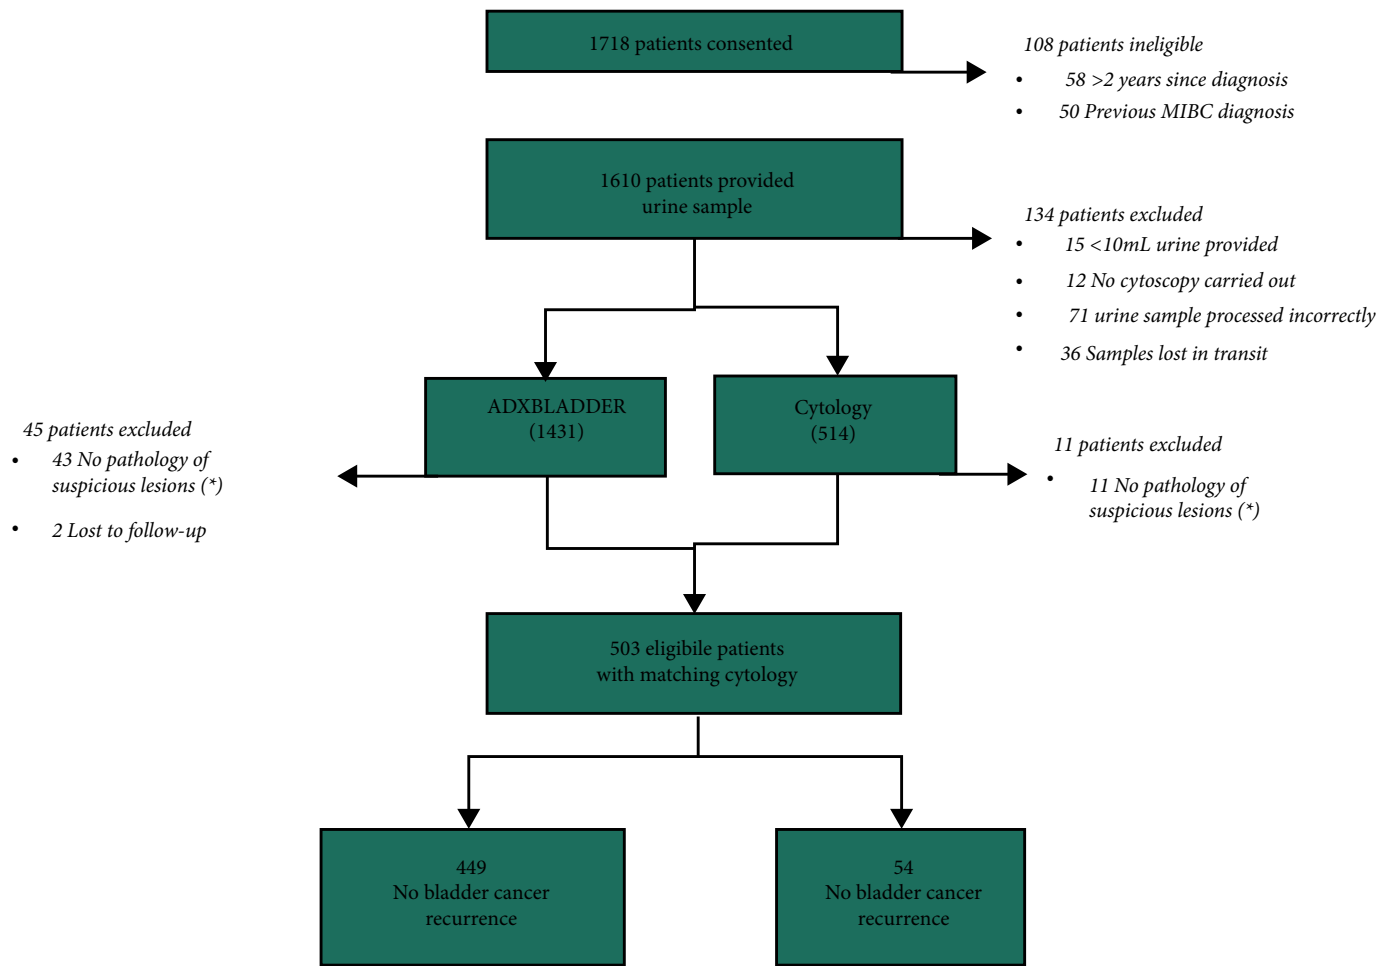 1718 patients consented
108 patients ineligible
• 58 >2 years since diagnosis
• 50 Previous MIBC diagnosis
1610 patients provided
urine sample
134 patients excluded
• 15 <10mL urine provided
• 12 No cytoscopy carried out
• 71 urine sample processed incorrectly
• 36 Samples lost in transit
ADXBLADDER
(1431)
Cytology
(514)
45 patients excluded
• 43 No pathology of
suspicious lesions (*)
• 2 Lost to follow-up
11 patients excluded
• 11 No pathology of
suspicious lesions (*)
503 eligibile patients
with matching cytology
449
No bladder cancer
recurrence
54
No bladder cancer
recurrence